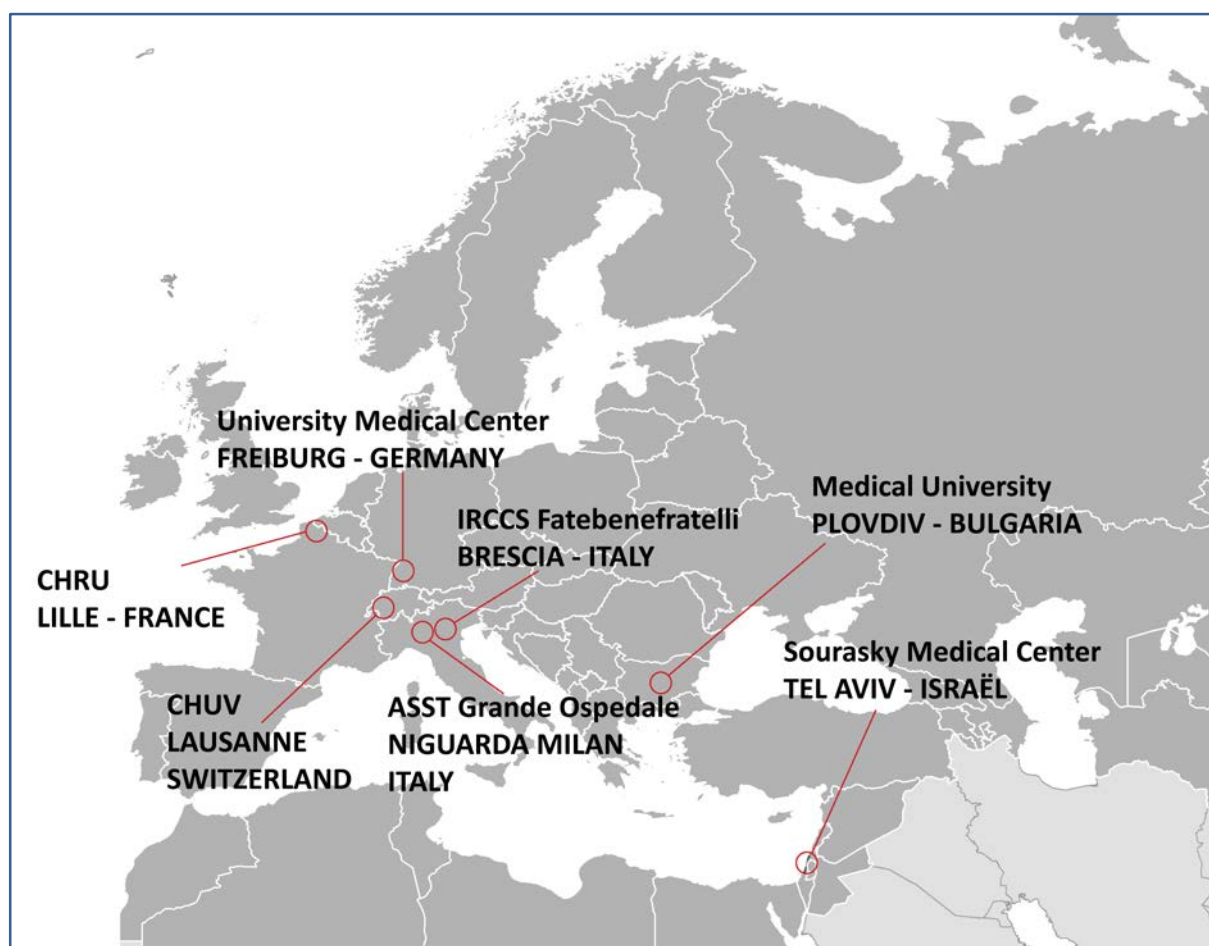 University Medical Center
FREIBURG - GERMANY
IRCCS Fatebenefratelli
BRESCIA - ITALY
Medical University
PLOVDIV - BULGARIA
CHRU
LILLE - FRANCE
Sourasky Medical Center
TEL AVIV - ISRAËL
CHUV
LAUSANNE
SWITZERLAND
ASST Grande Ospedale
NIGUARDA MILAN
ITALY